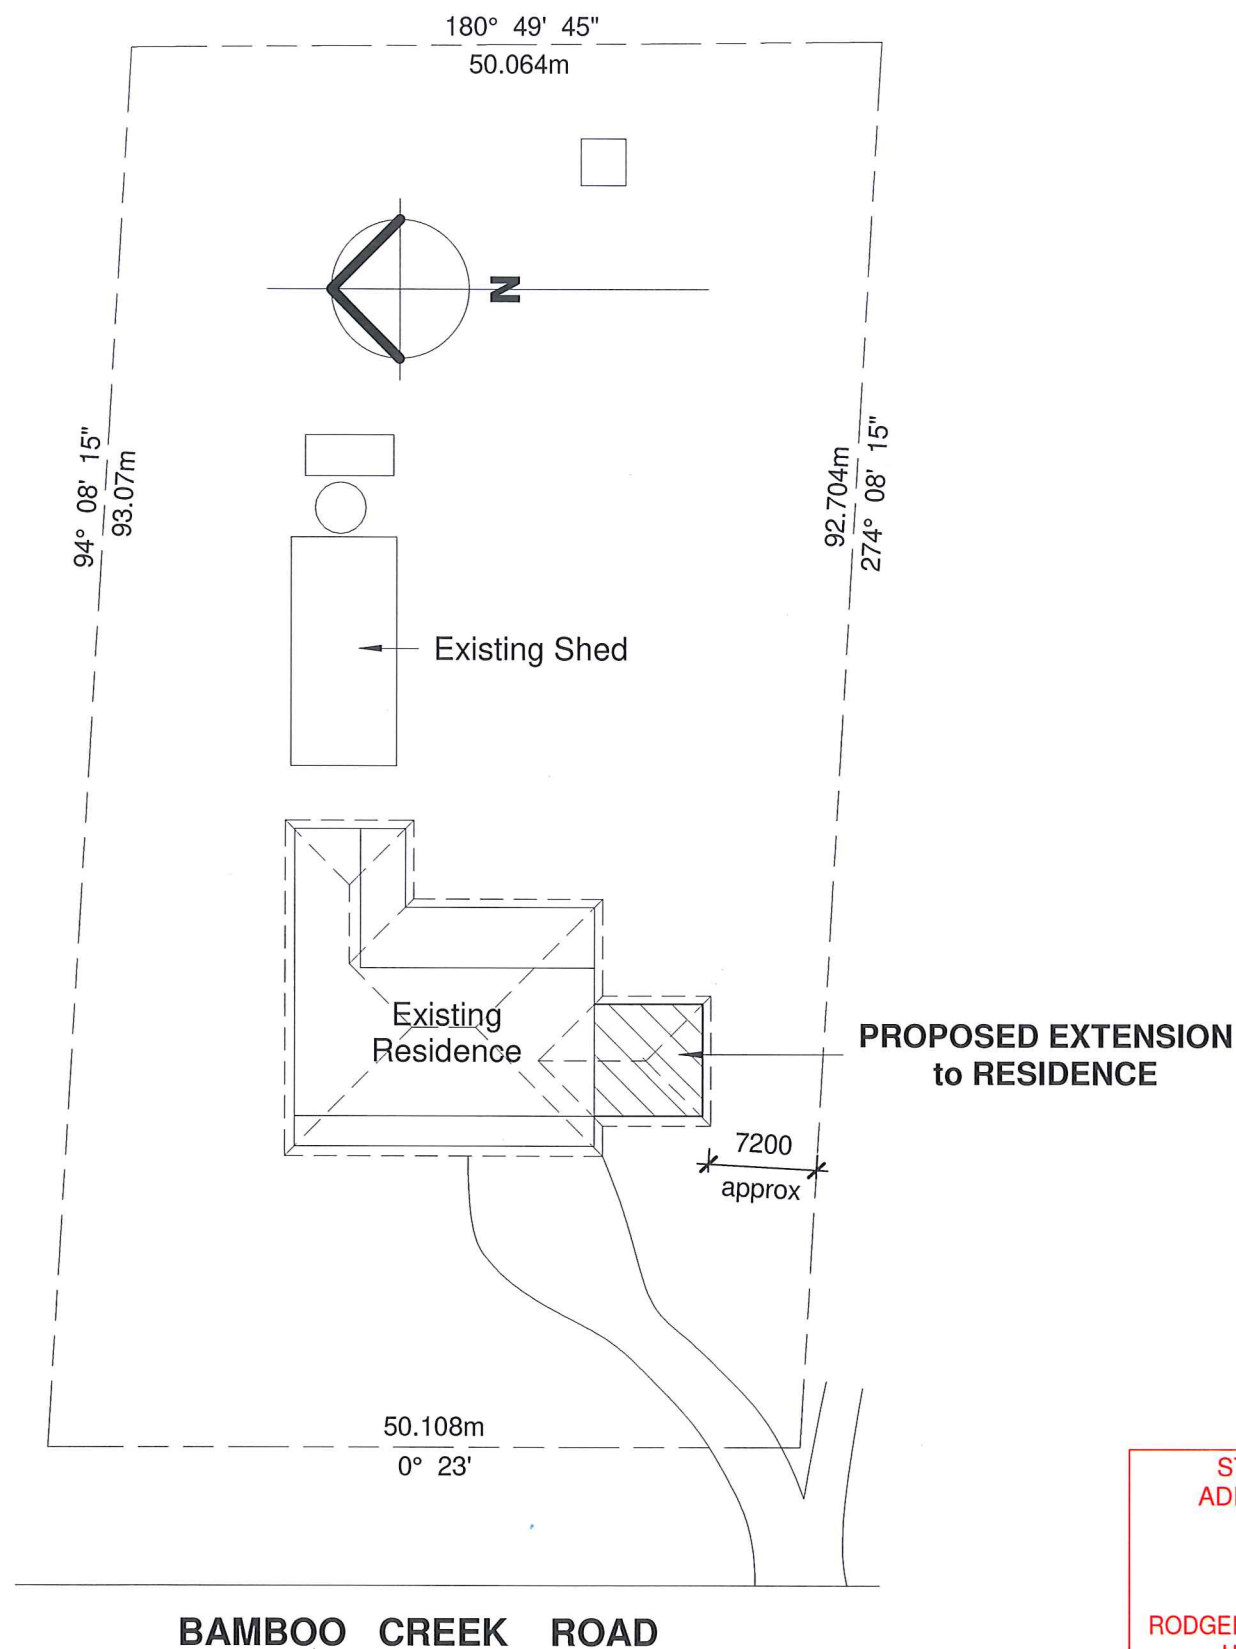 180° 49' 45"
50.064m
N
94° 08' 15"
93.07m
92.704m
274° 08' 15"
Existing Shed
Existing
Residence
PROPOSED EXTENSION
to RESIDENCE
7200
approx
50.108m
0° 23'
BAMBOO CREEK ROAD